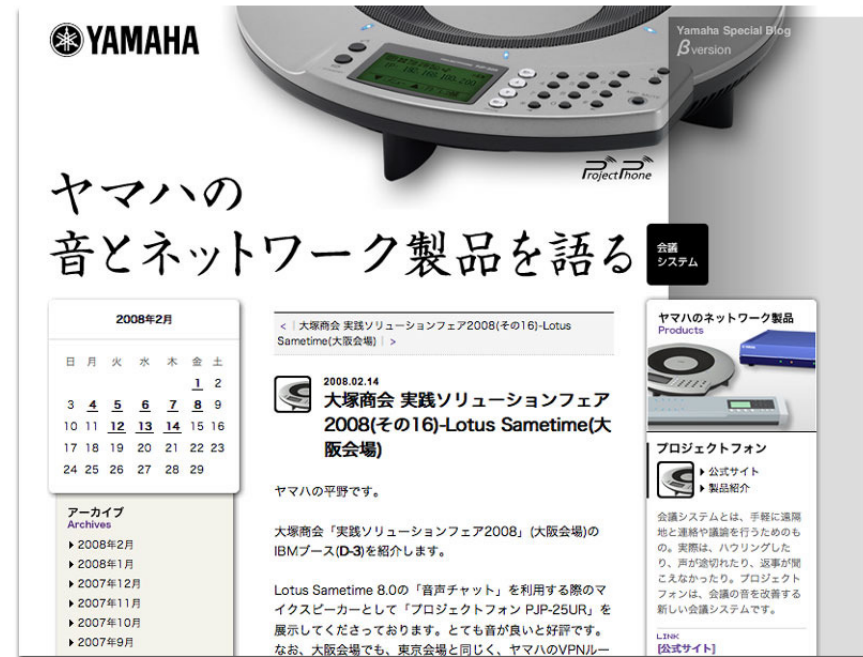 YAMAHA
Yamaha Special Blog
β version
ProjectPhone
ヤマハの
音とネットワーク製品を語る
会議
システム
2008年2月
日 月 火 水 木 金 土
1 2
3 4 5 6 7 8 9
10 11 12 13 14 15 16
17 18 19 20 21 22 23
24 25 26 27 28 29
アーカイブ
Archives
2008年2月
2008年1月
2007年12月
2007年11月
2007年10月
2007年9月
< | 大塚商会 実践ソリューションフェア2008(その16)-Lotus
Sametime(大阪会場) | >
2008.02.14
大塚商会 実践ソリューションフェア
2008(その16)-Lotus Sametime(大
阪会場)
ヤマハの平野です。
大塚商会「実践ソリューションフェア2008」(大阪会場)の
IBMブース(D-3)を紹介します。
Lotus Sametime 8.0の「音声チャット」を利用する際のマ
イクスピーカーとして「プロジェクトフォン PJP-25UR」を
展示してくださっております。とても音が良いと好評です。
なお、大阪会場でも、東京会場と同じく、ヤマハのVPNルー
ヤマハのネットワーク製品
Products
プロジェクトフォン
公式サイト
製品紹介
会議システムとは、手軽に遠隔
地と連絡や議論を行うためのも
の。実際は、ハウリングした
り、声が途切れたり、返事が聞
こえなかったり。プロジェクト
フォンは、会議の音を改善する
新しい会議システムです。
LINK
[公式サイト]